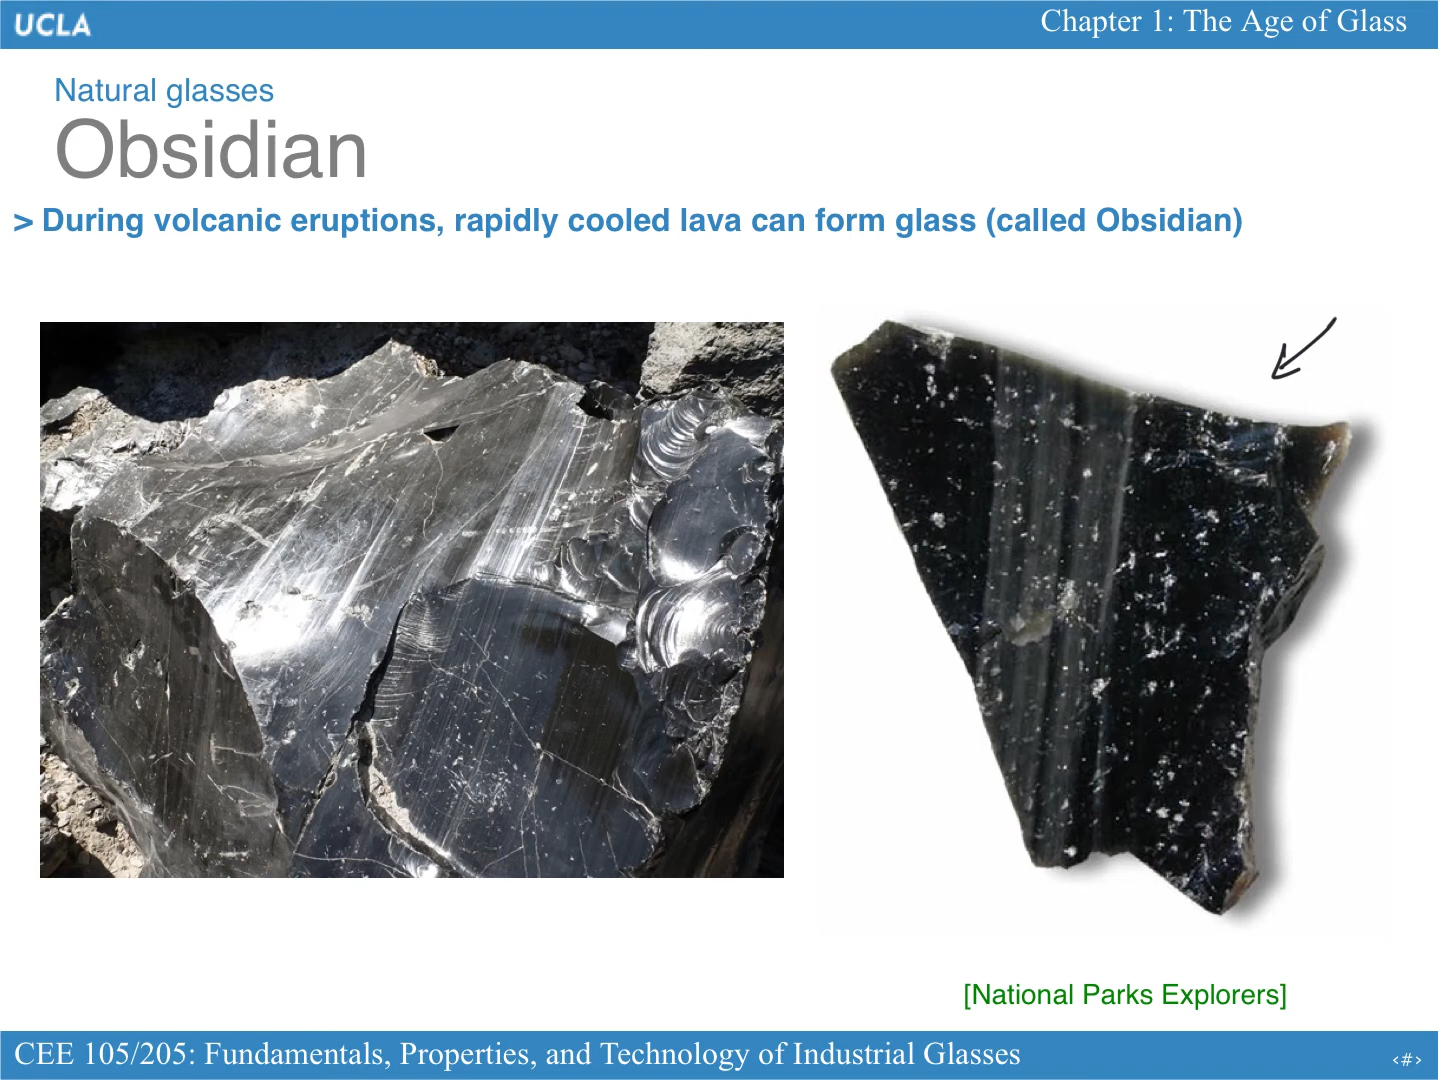 UCLA
Chapter 1: The Age of Glass
Natural glasses
Obsidian
> During volcanic eruptions, rapidly cooled lava can form glass (called Obsidian)
[National Parks Explorers]
CEE 105/205: Fundamentals, Properties, and Technology of Industrial Glasses
‹#›